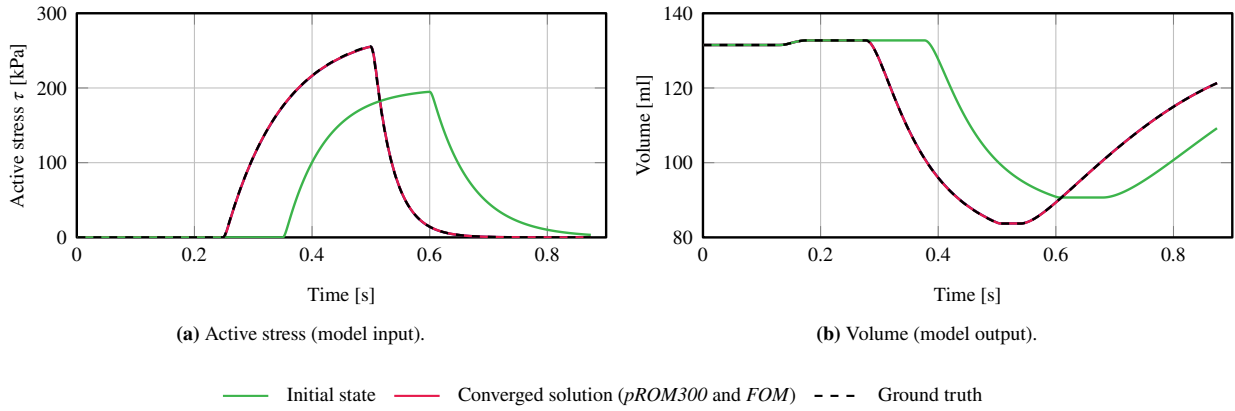 300
200
100
0
0
0.2
0.4
0.6
0.8
Active stress τ [kPa]
Time [s]
(a) Active stress (model input).
140
120
100
80
0
0.2
0.4
0.6
0.8
Volume [ml]
Time [s]
(b) Volume (model output).
Initial state
Converged solution (pROM300 and FOM)
Ground truth